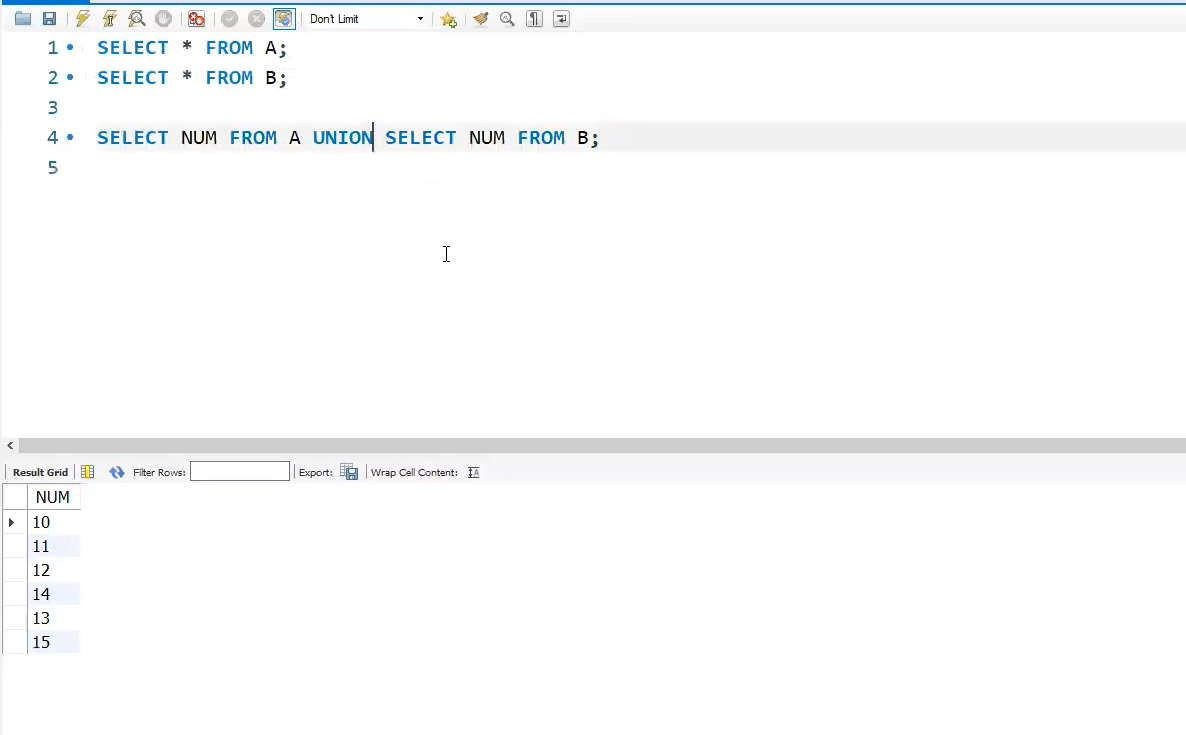 Don't Limit
1 SELECT * FROM A;
2 SELECT * FROM B;
3
4 SELECT NUM FROM A UNION SELECT NUM FROM B;
5
Result Grid Filter Rows: Export: Wrap Cell Content:
NUM
10
11
12
14
13
15